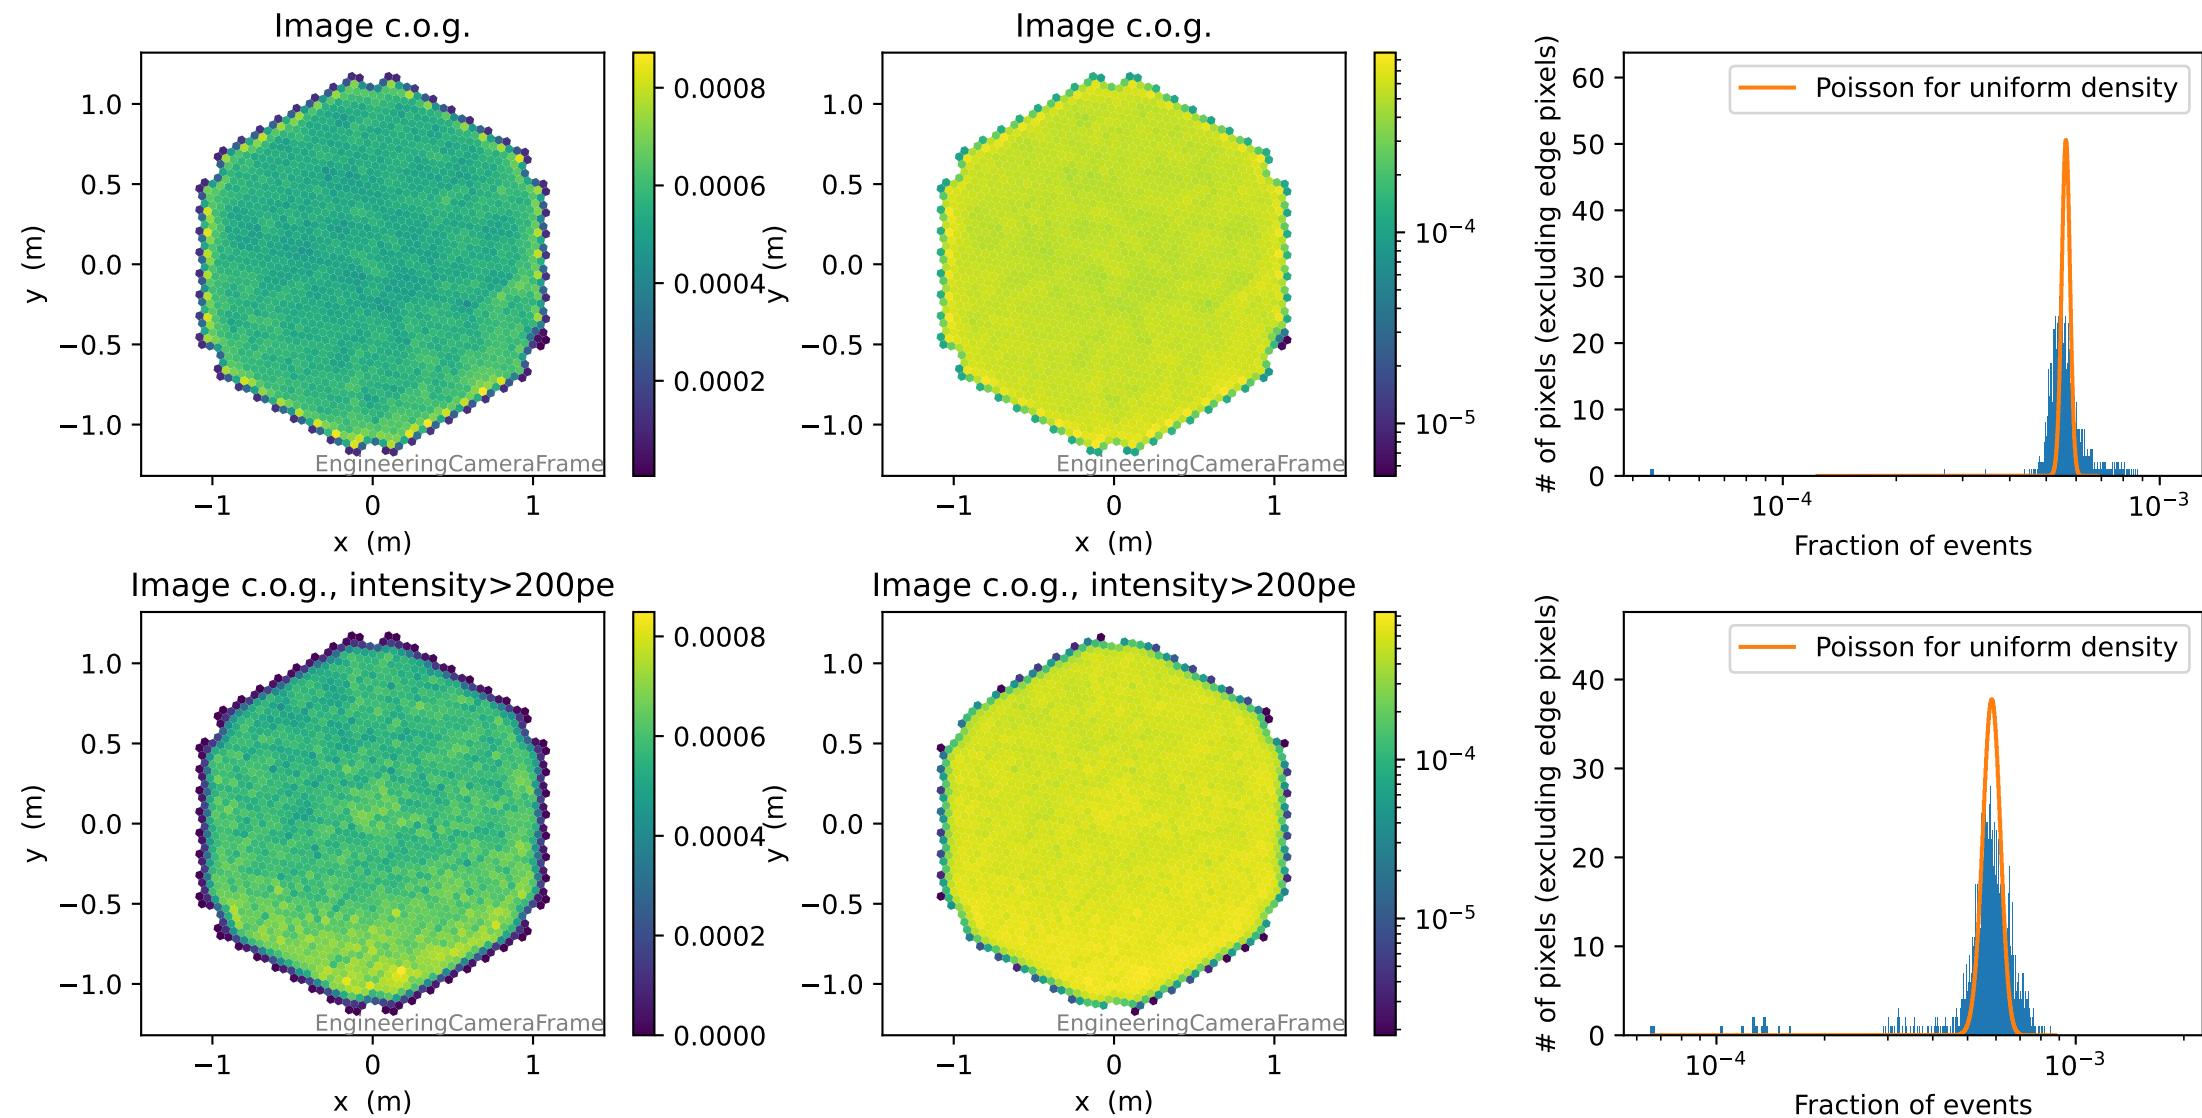 Image c.o.g.
1.0
0.5
0.0
−0.5
−1.0
y (m)
−1 0 1
x (m)
EngineeringCameraFrame
0.0008
0.0006
0.0004
0.0002
Image c.o.g.
1.0
0.5
0.0
−0.5
−1.0
y (m)
−1 0 1
x (m)
EngineeringCameraFrame
10⁻⁴
10⁻⁵
# of pixels (excluding edge pixels)
60
50
40
30
20
10
0
Poisson for uniform density
10⁻⁴ 10⁻³
Fraction of events
Image c.o.g., intensity>200pe
1.0
0.5
0.0
−0.5
−1.0
y (m)
−1 0 1
x (m)
EngineeringCameraFrame
0.0008
0.0006
0.0004
0.0002
0.0000
Image c.o.g., intensity>200pe
1.0
0.5
0.0
−0.5
−1.0
y (m)
−1 0 1
x (m)
EngineeringCameraFrame
10⁻⁴
10⁻⁵
# of pixels (excluding edge pixels)
40
30
20
10
0
Poisson for uniform density
10⁻⁴ 10⁻³
Fraction of events